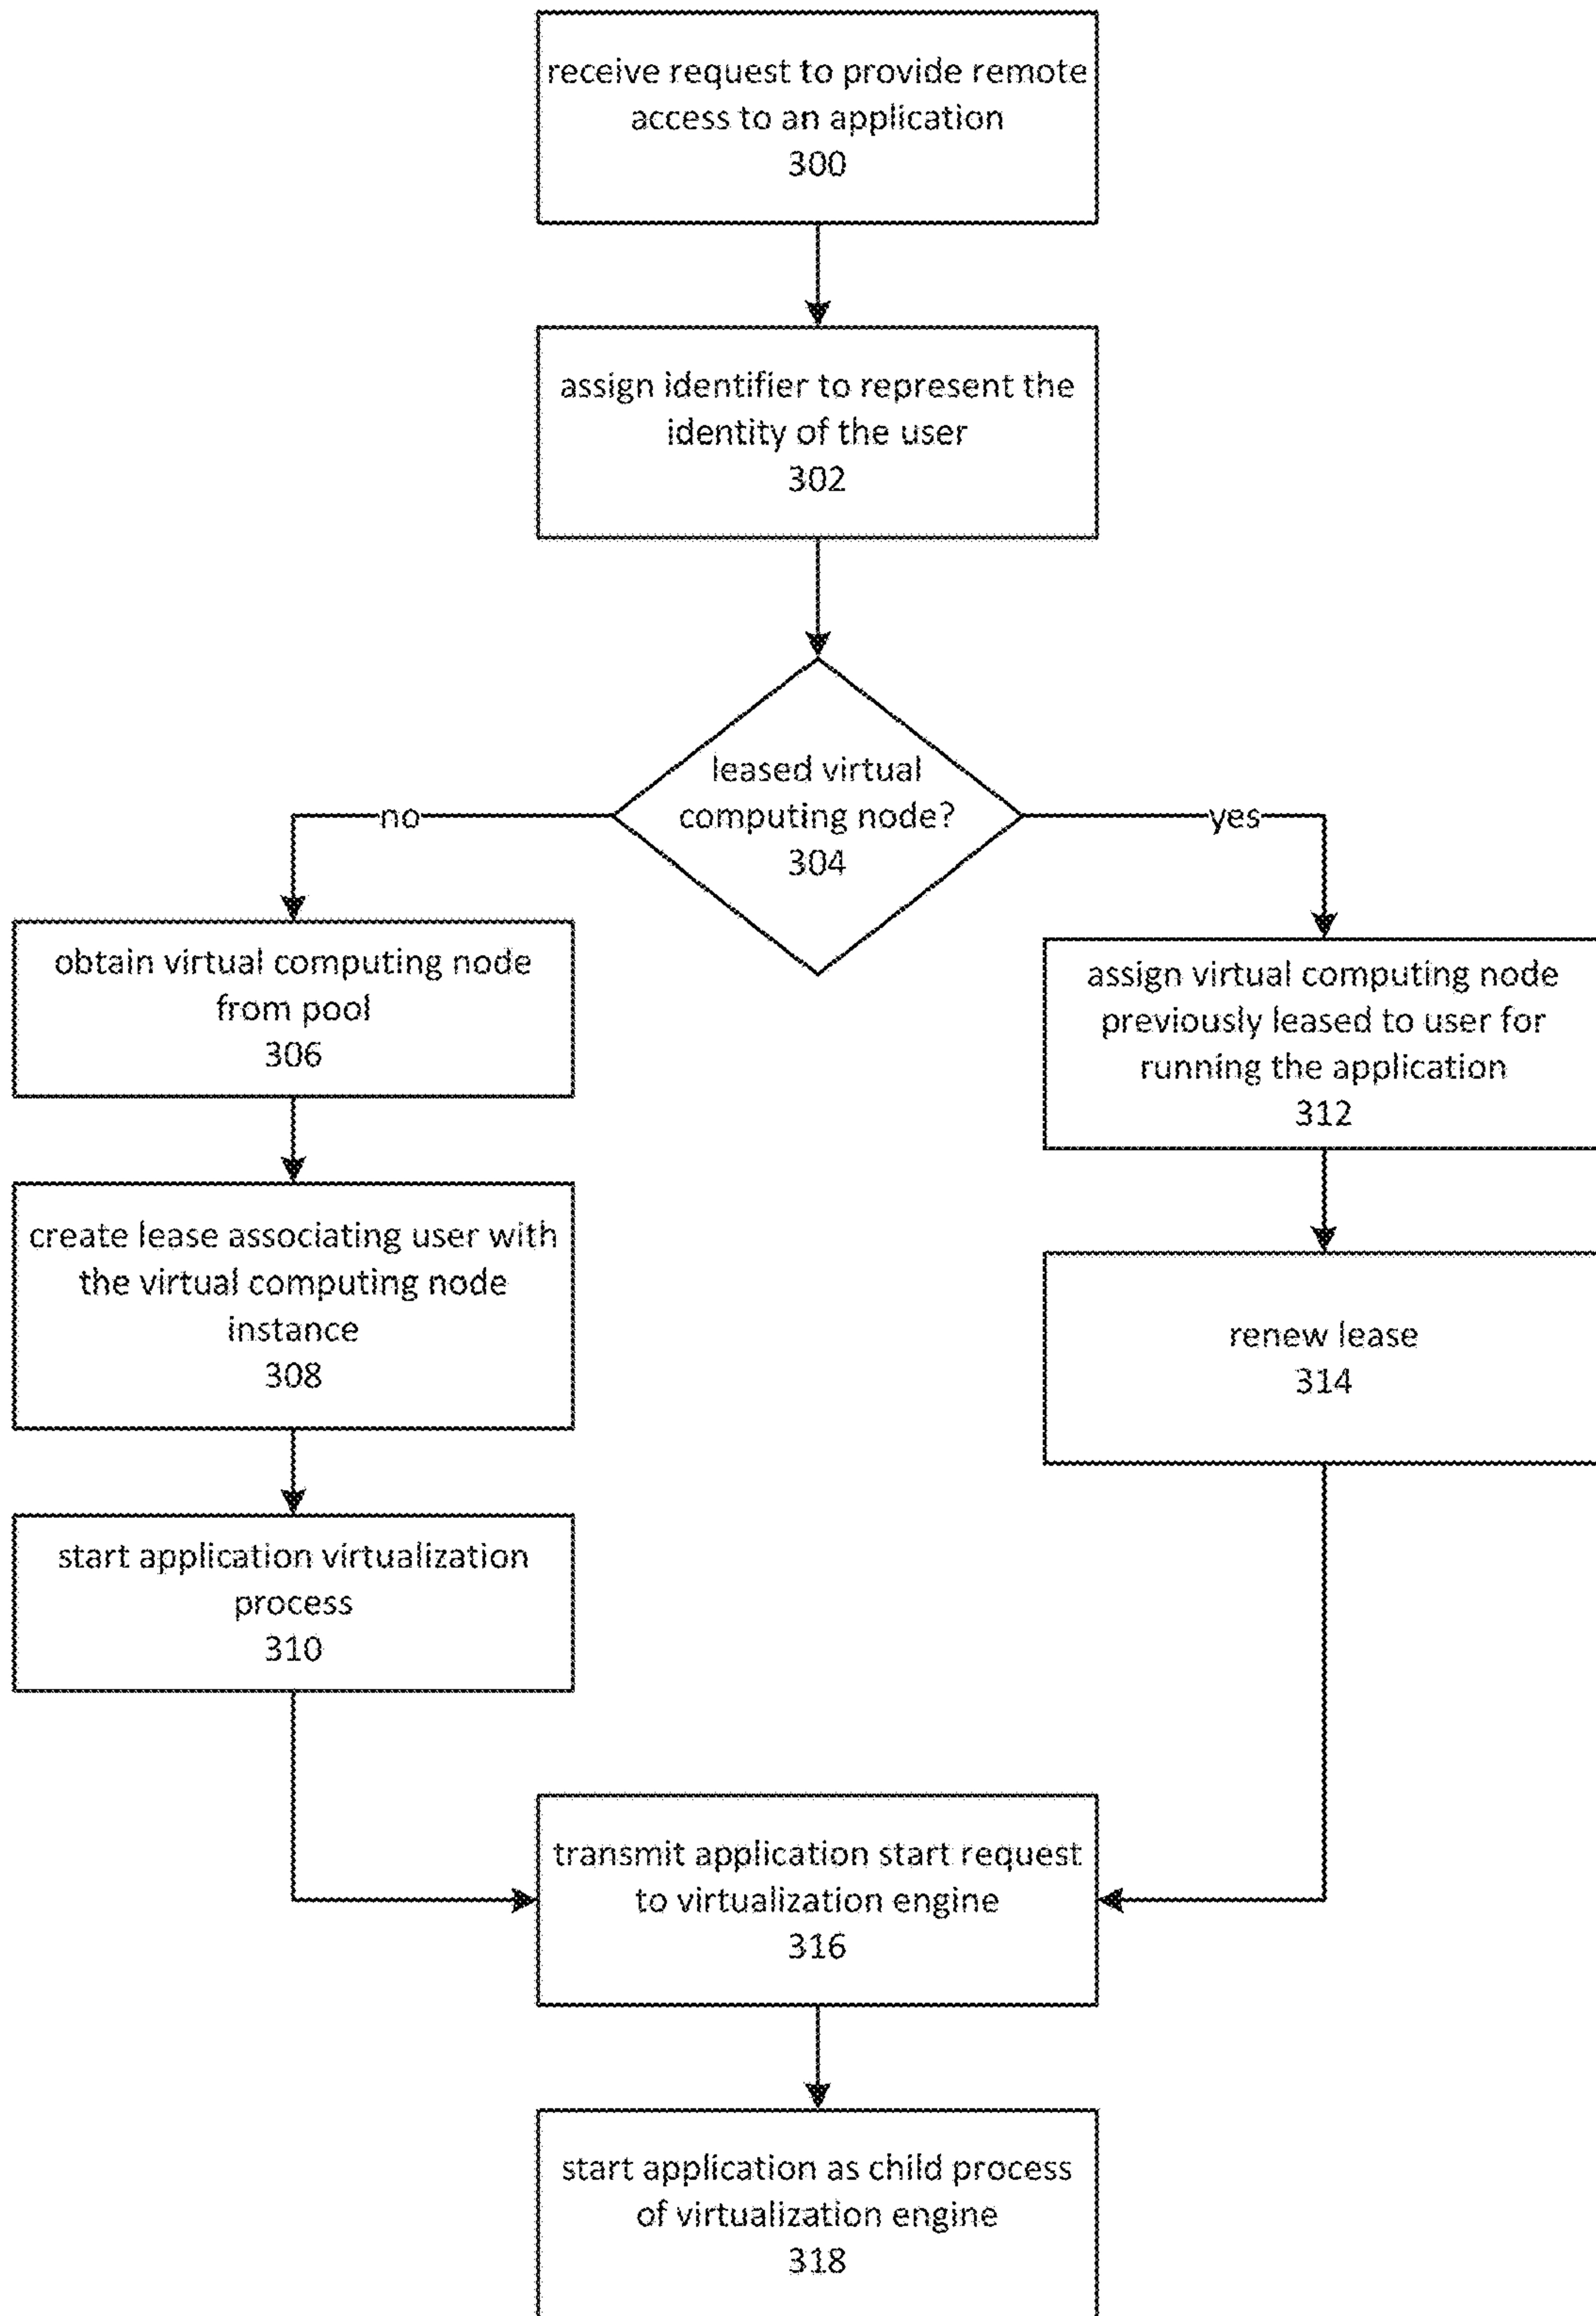 receive request to provide remote
access to an application
300
assign identifier to represent the
identity of the user
302
leased virtual
computing node?
304
no
yes
obtain virtual computing node
from pool
306
assign virtual computing node
previously leased to user for
running the application
312
create lease associating user with
the virtual computing node
instance
308
renew lease
314
start application virtualization
process
310
transmit application start request
to virtualization engine
316
start application as child process
of virtualization engine
318